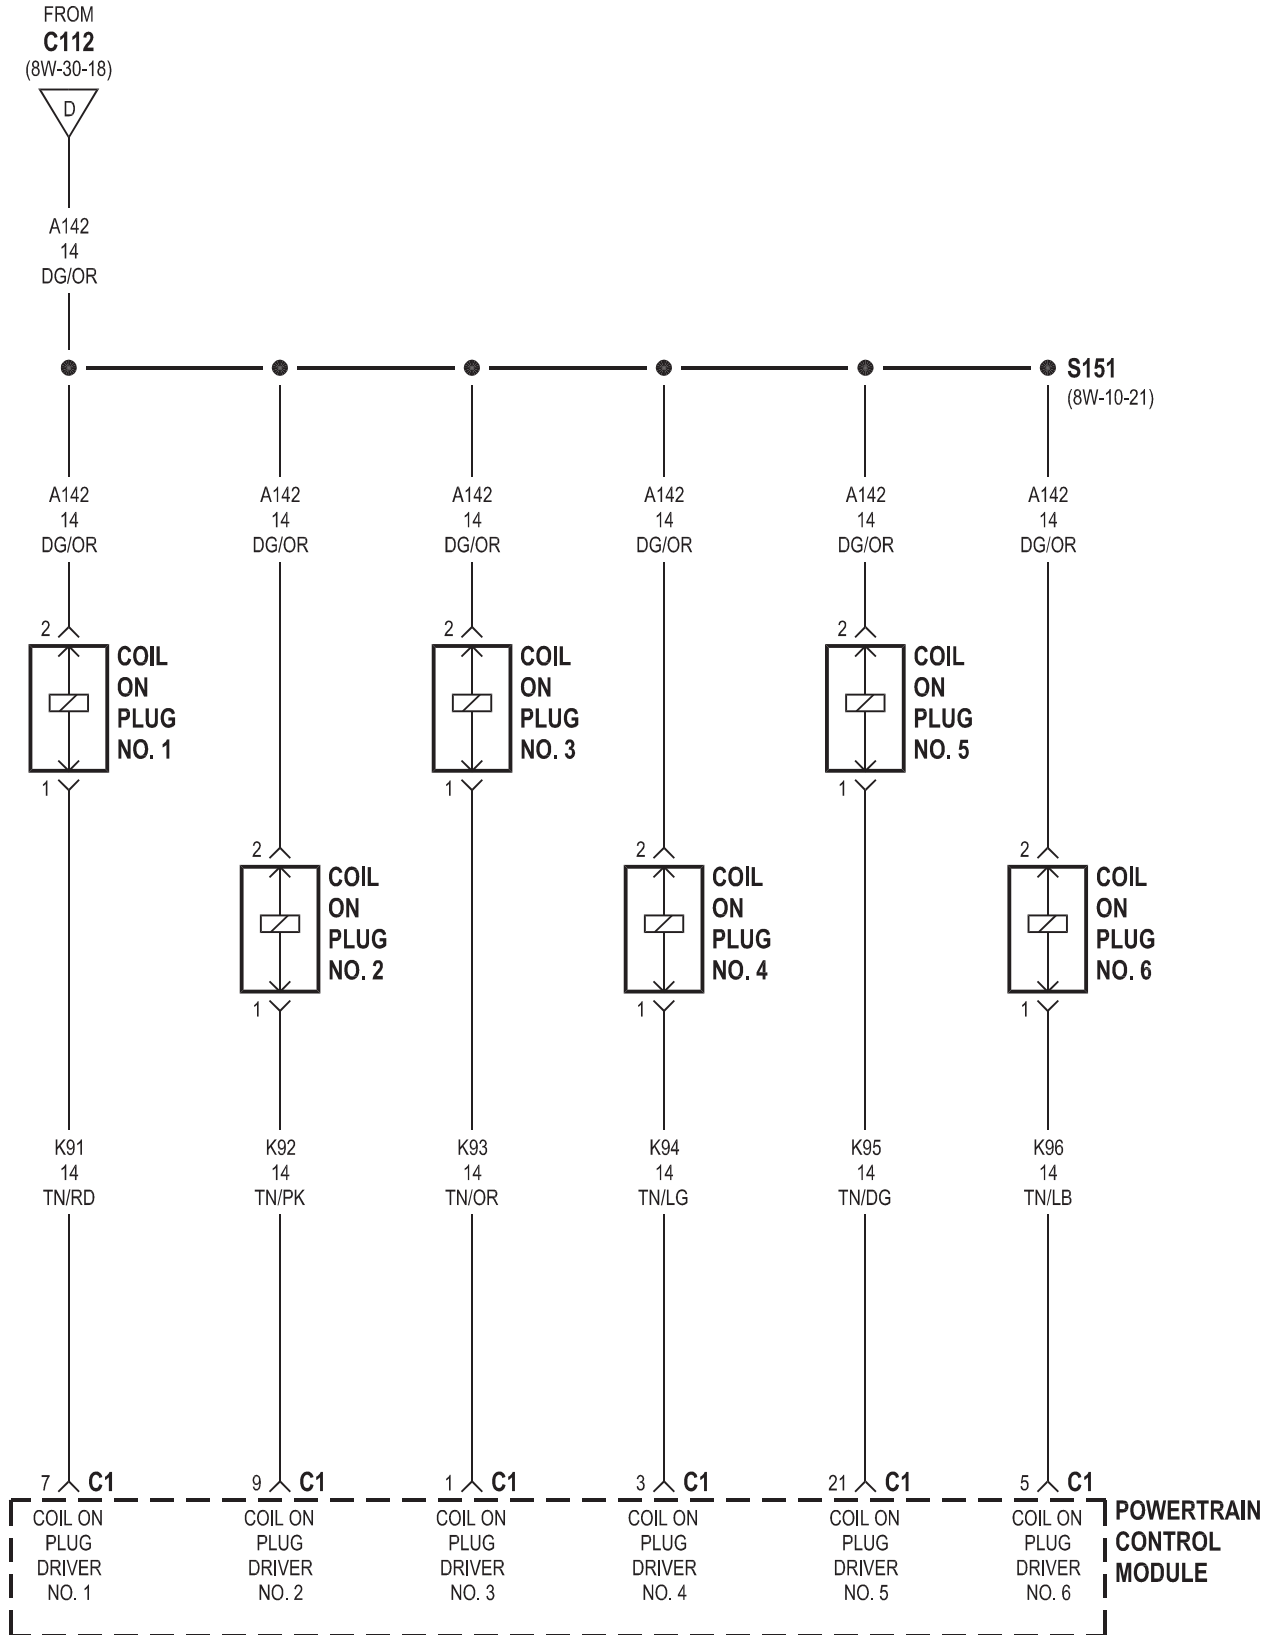 FROM
C112
(8W-30-18)
D
A142
14
DG/OR
S151
(8W-10-21)
A142
14
DG/OR
A142
14
DG/OR
A142
14
DG/OR
A142
14
DG/OR
A142
14
DG/OR
A142
14
DG/OR
2
COIL
ON
PLUG
NO. 1
1
2
COIL
ON
PLUG
NO. 3
1
2
COIL
ON
PLUG
NO. 5
1
2
COIL
ON
PLUG
NO. 2
1
2
COIL
ON
PLUG
NO. 4
1
2
COIL
ON
PLUG
NO. 6
1
K91
14
TN/RD
K92
14
TN/PK
K93
14
TN/OR
K94
14
TN/LG
K95
14
TN/DG
K96
14
TN/LB
7 C1
9 C1
1 C1
3 C1
21 C1
5 C1
COIL ON
PLUG
DRIVER
NO. 1
COIL ON
PLUG
DRIVER
NO. 2
COIL ON
PLUG
DRIVER
NO. 3
COIL ON
PLUG
DRIVER
NO. 4
COIL ON
PLUG
DRIVER
NO. 5
COIL ON
PLUG
DRIVER
NO. 6
POWERTRAIN
CONTROL
MODULE